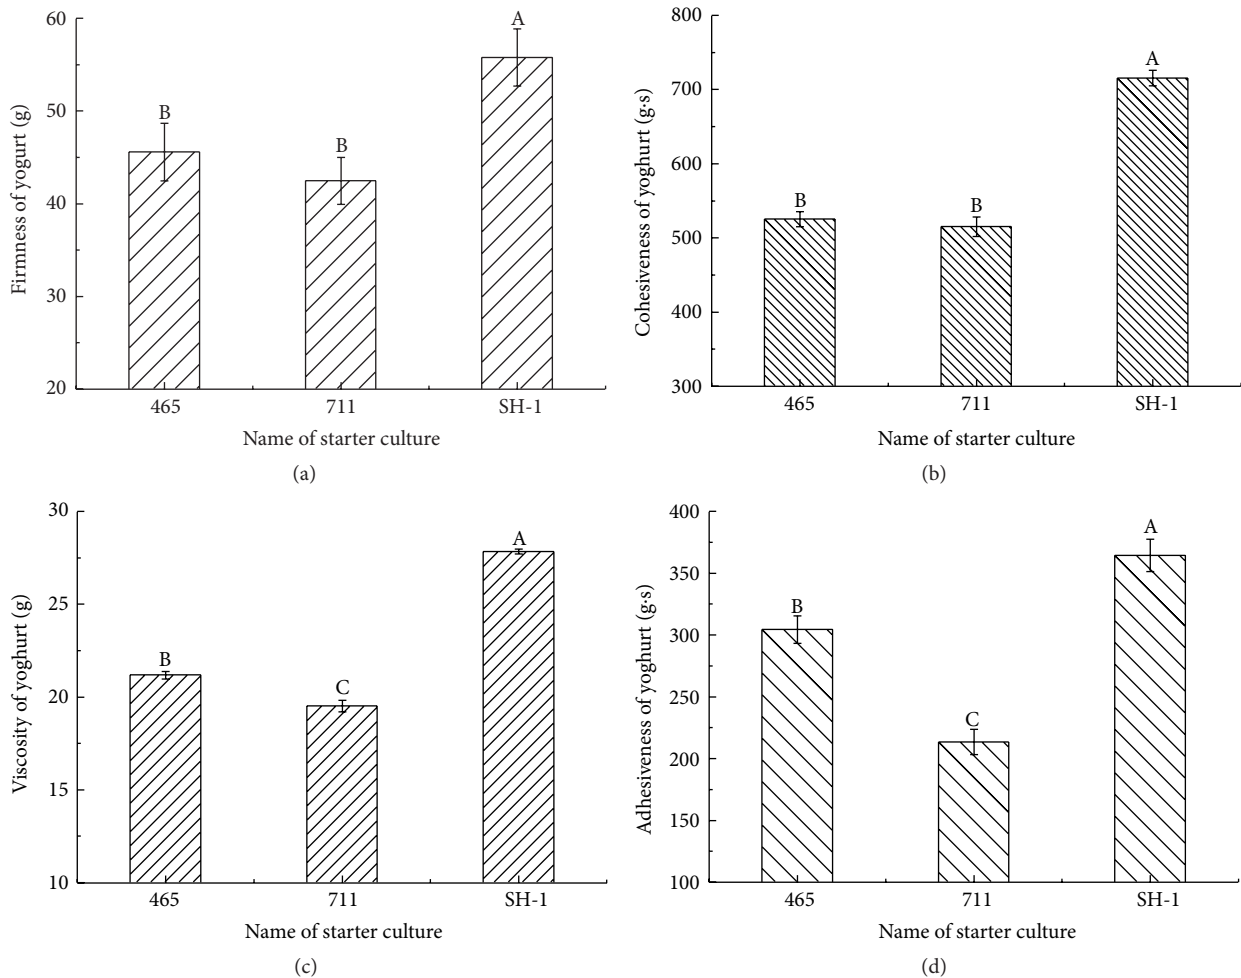 60
50
40
30
20
Firmness of yogurt (g)
B
B
A
465
711
SH-1
Name of starter culture
(a)
800
700
600
500
400
300
Cohesiveness of yoghurt (g·s)
B
B
A
465
711
SH-1
Name of starter culture
(b)
30
25
20
15
10
Viscosity of yoghurt (g)
B
C
A
465
711
SH-1
Name of starter culture
(c)
400
350
300
250
200
150
100
Adhesiveness of yoghurt (g·s)
B
C
A
465
711
SH-1
Name of starter culture
(d)